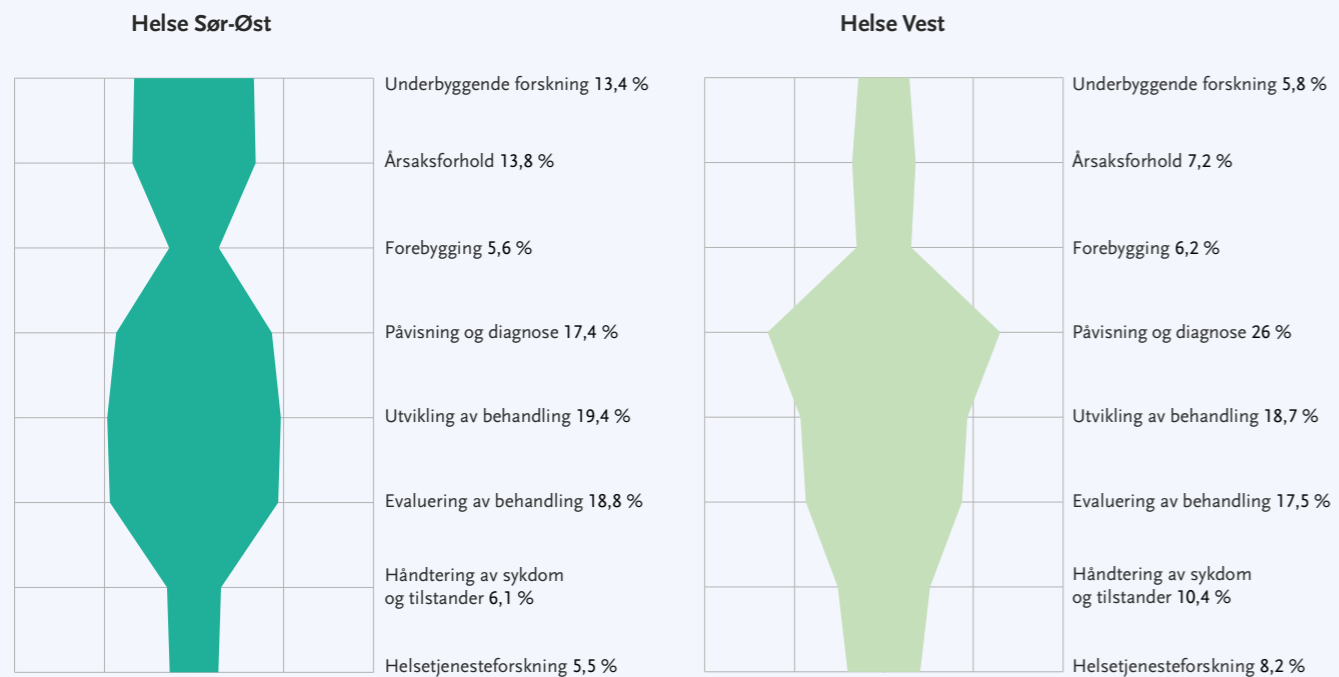 Helse Sør-Øst
Underbyggende forskning 13,4 %
Årsaksforhold 13,8 %
Forebygging 5,6 %
Påvisning og diagnose 17,4 %
Utvikling av behandling 19,4 %
Evaluering av behandling 18,8 %
Håndtering av sykdom
og tilstander 6,1 %
Helsetjenesteforskning 5,5 %
Helse Vest
Underbyggende forskning 5,8 %
Årsaksforhold 7,2 %
Forebygging 6,2 %
Påvisning og diagnose 26 %
Utvikling av behandling 18,7 %
Evaluering av behandling 17,5 %
Håndtering av sykdom
og tilstander 10,4 %
Helsetjenesteforskning 8,2 %